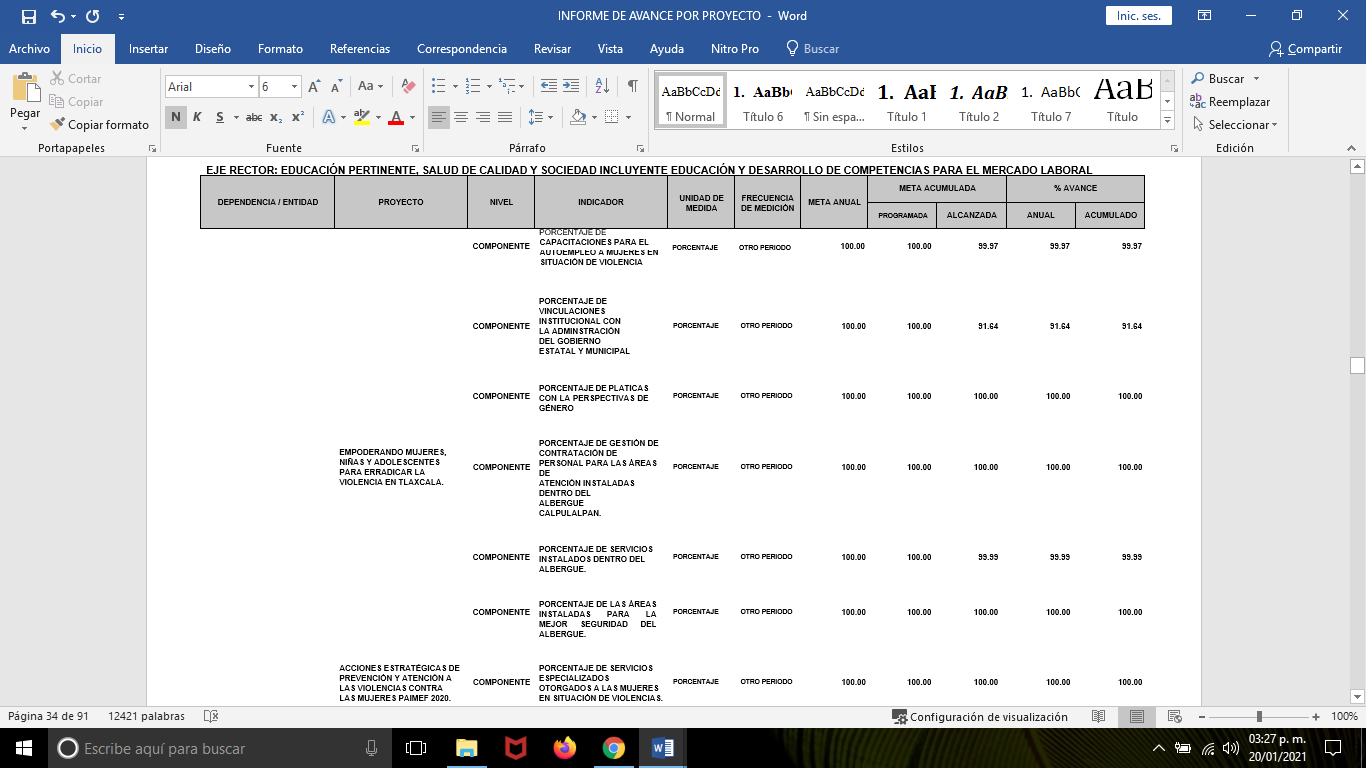 INFORME DE AVANCE POR PROYECTO - Word
Inic. ses.
Archivo Inicio Insertar Diseño Formato Referencias Correspondencia Revisar Vista Ayuda Nitro Pro Buscar Compartir
Pegar
Cortar
Copiar
Copiar formato
Portapapeles
Arial 6
Aa
N K S abc x₂ x²
A
Fuente
Párrafo
AaBbCcDd
¶ Normal
1. AaBb(
Título 6
AaBbCcDd
¶ Sin espa...
1. AaB
Título 1
1. AaB
Título 2
1. AaBb(
Título 7
AaB
Título
Estilos
Buscar
Reemplazar
Seleccionar
Edición
EJE RECTOR: EDUCACIÓN PERTINENTE, SALUD DE CALIDAD Y SOCIEDAD INCLUYENTE EDUCACIÓN Y DESARROLLO DE COMPETENCIAS PARA EL MERCADO LABORAL
DEPENDENCIA / ENTIDAD
PROYECTO
NIVEL
INDICADOR
UNIDAD DE
MEDIDA
FRECUENCIA
DE MEDICIÓN
META ANUAL
META ACUMULADA
PROGRAMADA
ALCANZADA
% AVANCE
ANUAL
ACUMULADO
COMPONENTE
PORCENTAJE DE
CAPACITACIONES PARA EL
AUTOEMPLEO A MUJERES EN
SITUACIÓN DE VIOLENCIA
PORCENTAJE OTRO PERIODO 100.00 100.00 99.97 99.97 99.97
COMPONENTE
PORCENTAJE DE
VINCULACIONES
INSTITUCIONAL CON
LA ADMINSTRACIÓN
DEL GOBIERNO
ESTATAL Y MUNICIPAL
PORCENTAJE OTRO PERIODO 100.00 100.00 91.64 91.64 91.64
COMPONENTE
PORCENTAJE DE PLATICAS
CON LA PERSPECTIVAS DE
GÉNERO
PORCENTAJE OTRO PERIODO 100.00 100.00 100.00 100.00 100.00
EMPODERANDO MUJERES,
NIÑAS Y ADOLESCENTES
PARA ERRADICAR LA
VIOLENCIA EN TLAXCALA.
COMPONENTE
PORCENTAJE DE GESTIÓN DE
CONTRATACIÓN DE
PERSONAL PARA LAS ÁREAS
DE
ATENCIÓN INSTALADAS
DENTRO DEL
ALBERGUE
CALPULALPAN.
PORCENTAJE OTRO PERIODO 100.00 100.00 100.00 100.00 100.00
COMPONENTE
PORCENTAJE DE SERVICIOS
INSTALADOS DENTRO DEL
ALBERGUE.
PORCENTAJE OTRO PERIODO 100.00 100.00 99.99 99.99 99.99
COMPONENTE
PORCENTAJE DE LAS ÁREAS
INSTALADAS PARA LA
MEJOR SEGURIDAD DEL
ALBERGUE.
PORCENTAJE OTRO PERIODO 100.00 100.00 100.00 100.00 100.00
ACCIONES ESTRATÉGICAS DE
PREVENCIÓN Y ATENCIÓN A
LAS VIOLENCIAS CONTRA
LAS MUJERES PAIMEF 2020.
COMPONENTE
PORCENTAJE DE SERVICIOS
ESPECIALIZADOS
OTORGADOS A LAS MUJERES
EN SITUACIÓN DE VIOLENCIAS.
PORCENTAJE OTRO PERIODO 100.00 100.00 100.00 100.00 100.00
Página 34 de 91 12421 palabras
Configuración de visualización
100%
Escribe aquí para buscar
03:27 p. m.
20/01/2021